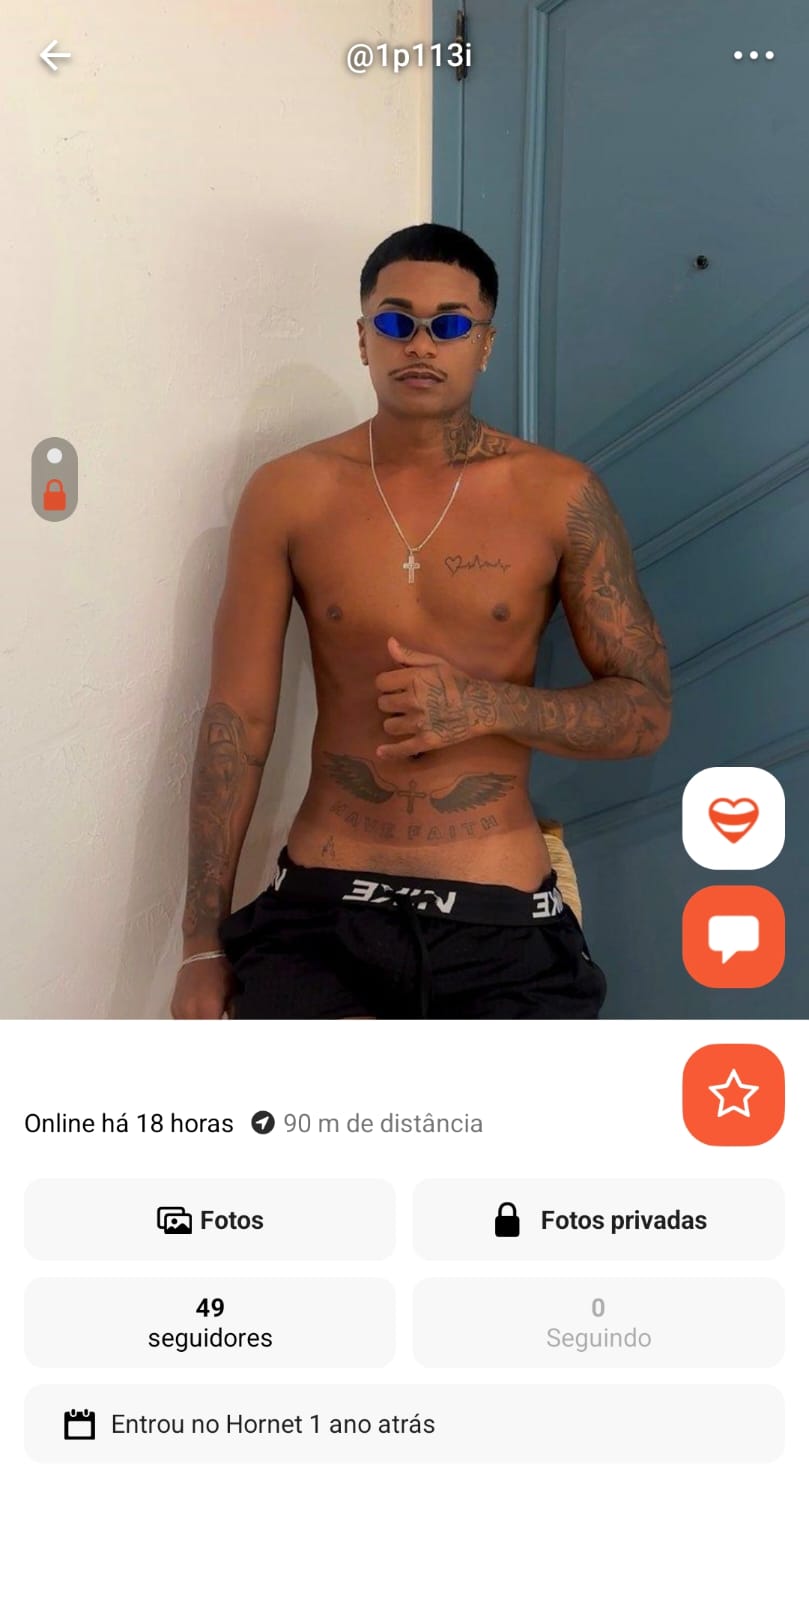 @1p113i
HAVE FAITH
NIKE
Online há 18 horas 90 m de distância
Fotos
Fotos privadas
49
seguidores
0
Seguindo
Entrou no Hornet 1 ano atrás